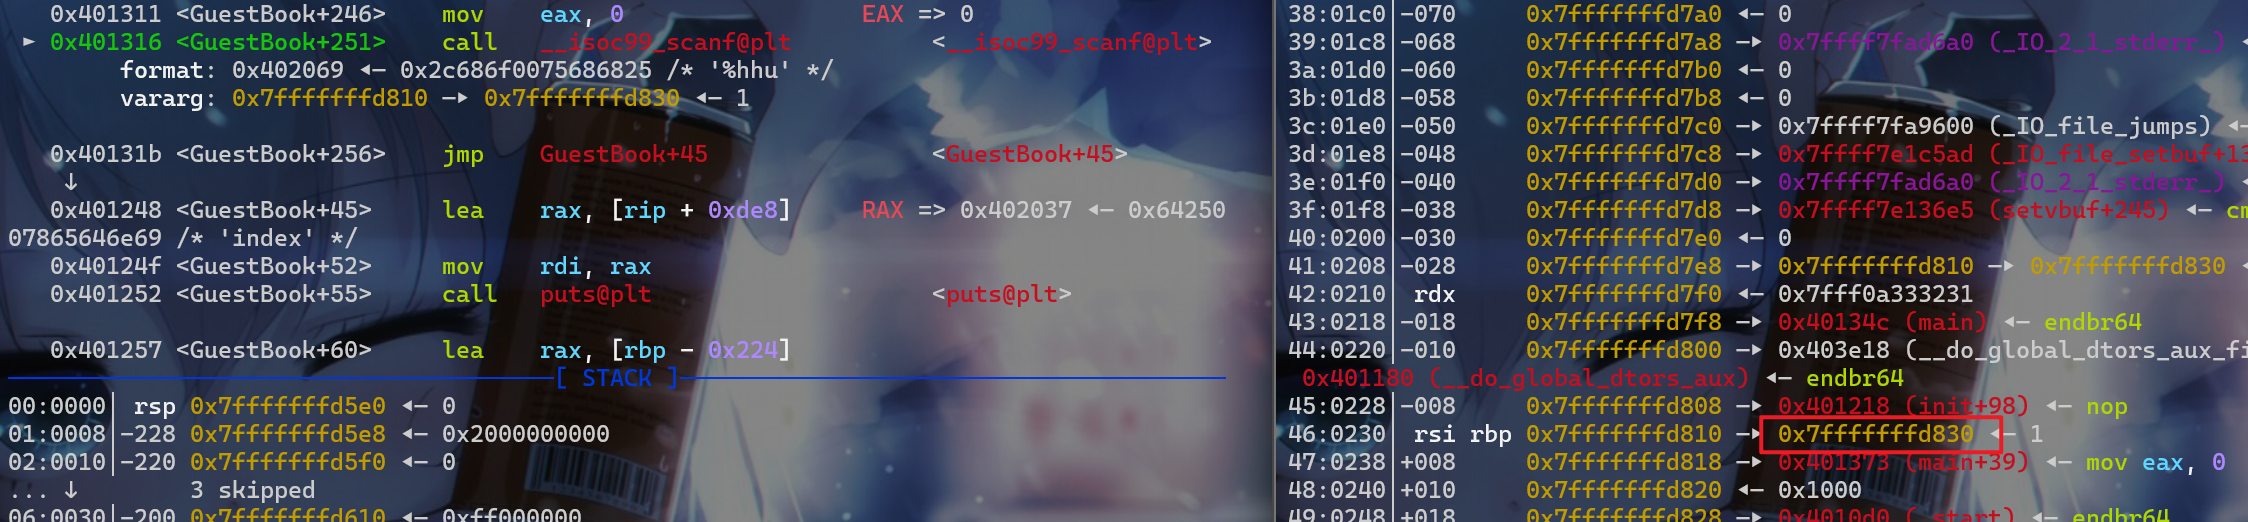 0x401311 <GuestBook+246> mov eax, 0 EAX => 0
► 0x401316 <GuestBook+251> call __isoc99_scanf@plt <__isoc99_scanf@plt>
format: 0x402069 ◂— 0x2c686f0075686825 /* '%hhu' */
vararg: 0x7fffffffd810 —▸ 0x7fffffffd830 ◂— 1
0x40131b <GuestBook+256> jmp GuestBook+45 <GuestBook+45>
↓
0x401248 <GuestBook+45> lea rax, [rip + 0xde8] RAX => 0x402037 ◂— 0x64250
07865646e69 /* 'index' */
0x40124f <GuestBook+52> mov rdi, rax
0x401252 <GuestBook+55> call puts@plt <puts@plt>
0x401257 <GuestBook+60> lea rax, [rbp - 0x224]
[ STACK ]
00:0000│ rsp 0x7fffffffd5e0 ◂— 0
01:0008│-228 0x7fffffffd5e8 ◂— 0x2000000000
02:0010│-220 0x7fffffffd5f0 ◂— 0
... ↓ 3 skipped
06:0030│-200 0x7fffffffd610 ◂— 0xff000000
38:01c0│-070 0x7fffffffd7a0 ◂— 0
39:01c8│-068 0x7fffffffd7a8 —▸ 0x7ffff7fad6a0 (_IO_2_1_stderr_) ◂—
3a:01d0│-060 0x7fffffffd7b0 ◂— 0
3b:01d8│-058 0x7fffffffd7b8 ◂— 0
3c:01e0│-050 0x7fffffffd7c0 —▸ 0x7ffff7fa9600 (_IO_file_jumps) ◂—
3d:01e8│-048 0x7fffffffd7c8 —▸ 0x7ffff7e1c5ad (_IO_file_setbuf+13
3e:01f0│-040 0x7fffffffd7d0 —▸ 0x7ffff7fad6a0 (_IO_2_1_stderr_) ◂—
3f:01f8│-038 0x7fffffffd7d8 —▸ 0x7ffff7e136e5 (setvbuf+245) ◂— cm
40:0200│-030 0x7fffffffd7e0 ◂— 0
41:0208│-028 0x7fffffffd7e8 —▸ 0x7fffffffd810 —▸ 0x7fffffffd830 ◂—
42:0210│ rdx 0x7fffffffd7f0 ◂— 0x7fff0a333231
43:0218│-018 0x7fffffffd7f8 —▸ 0x40134c (main) ◂— endbr64
44:0220│-010 0x7fffffffd800 —▸ 0x403e18 (__do_global_dtors_aux_fi
0x401180 (__do_global_dtors_aux) ◂— endbr64
45:0228│-008 0x7fffffffd808 —▸ 0x401218 (init+98) ◂— nop
46:0230│ rsi rbp 0x7fffffffd810 —▸ 0x7fffffffd830 ◂— 1
47:0238│+008 0x7fffffffd818 —▸ 0x401373 (main+39) ◂— mov eax, 0
48:0240│+010 0x7fffffffd820 ◂— 0x1000
49:0248│+018 0x7fffffffd828 —▸ 0x4010d0 (_start) ◂— endbr64